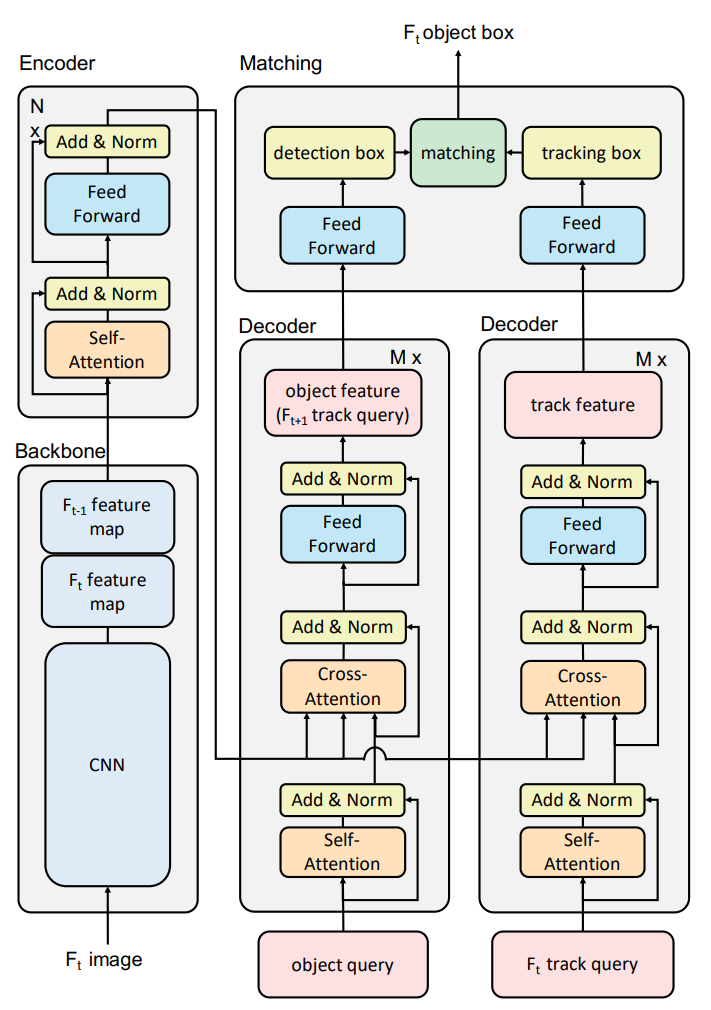 F_t object box
Encoder
Matching
N
x
Add & Norm
Feed
Forward
Add & Norm
Self-
Attention
detection box
matching
tracking box
Feed
Forward
Feed
Forward
Backbone
F_t-1 feature
map
F_t feature
map
CNN
F_t image
Decoder
M x
object feature
(F_t+1 track query)
Add & Norm
Feed
Forward
Add & Norm
Cross-
Attention
Add & Norm
Self-
Attention
object query
Decoder
M x
track feature
Add & Norm
Feed
Forward
Add & Norm
Cross-
Attention
Add & Norm
Self-
Attention
F_t track query